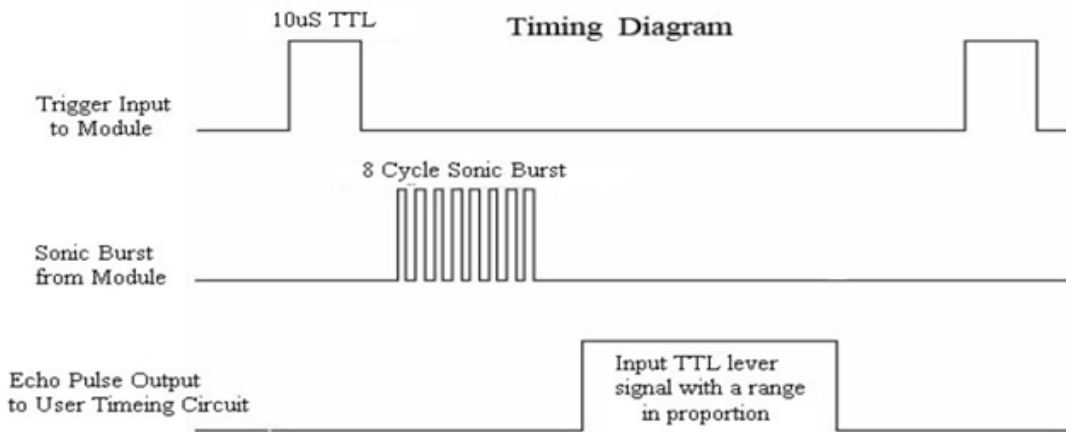 10uS TTL
Timing Diagram
Trigger Input
to Module
8 Cycle Sonic Burst
Sonic Burst
from Module
Echo Pulse Output
to User Timeing Circuit
Input TTL lever
signal with a range
in proportion